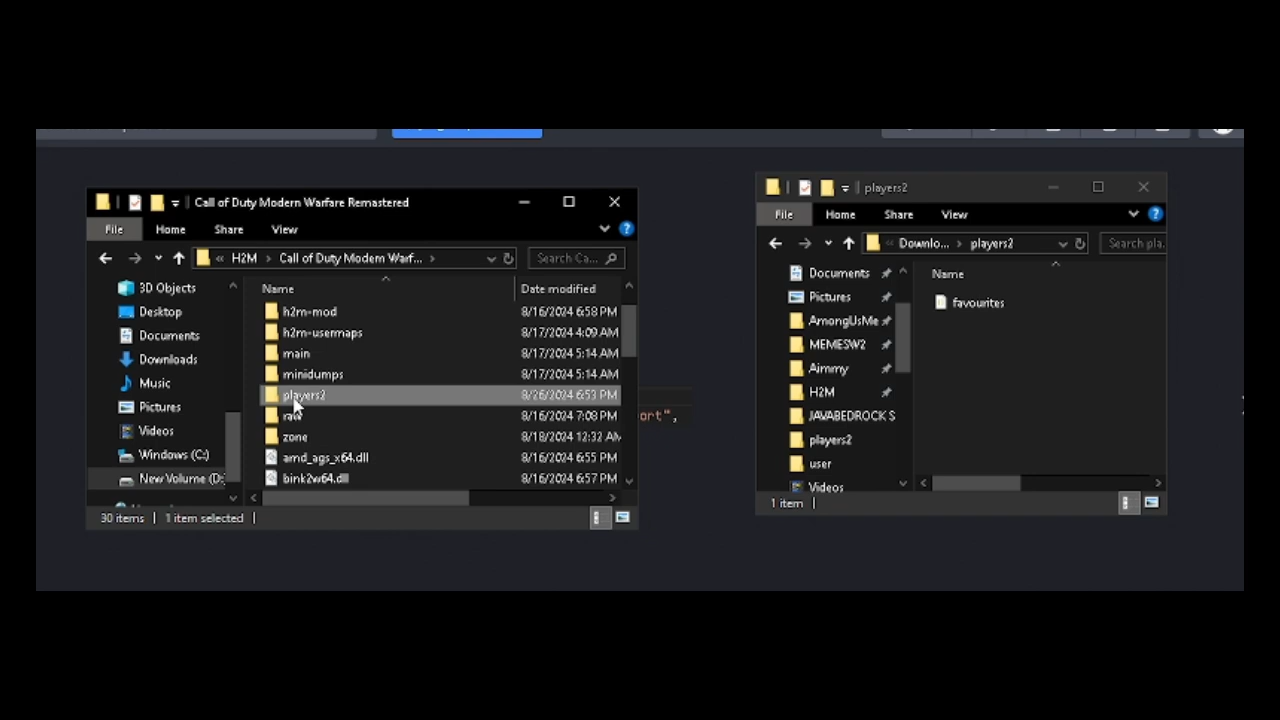 Call of Duty Modern Warfare Remastered
File Home Share View
« H2M > Call of Duty Modern Warf... >
Search Ca...
3D Objects
Desktop
Documents
Downloads
Music
Pictures
Videos
Windows (C:)
New Volume (D:
Name Date modified
h2m-mod 8/16/2024 6:58 PM
h2m-usermaps 8/17/2024 4:09 AM
main 8/17/2024 5:14 AM
minidumps 8/17/2024 5:14 AM
players2 8/26/2024 6:53 PM
raw 8/16/2024 7:08 PM
zone 8/18/2024 12:32 AM
amd_ags_x64.dll 8/16/2024 6:55 PM
bink2w64.dll 8/16/2024 6:57 PM
30 items 1 item selected
ort",
players2
File Home Share View
« Downlo... > players2
Search pla...
Documents
Pictures
AmongUsMe
MEMESW2
Aimmy
H2M
JAVABEDROCK S
players2
user
Videos
Name
favourites
1 item